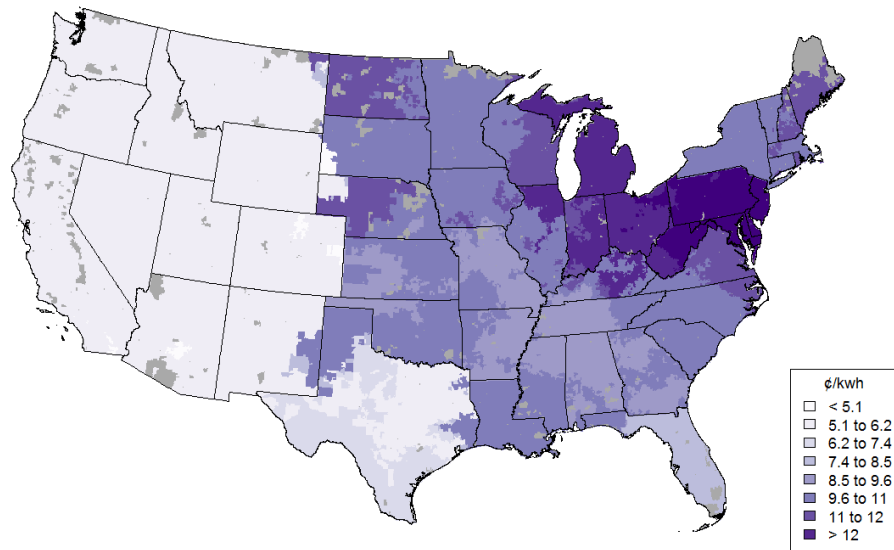 ¢/kwh
< 5.1
5.1 to 6.2
6.2 to 7.4
7.4 to 8.5
8.5 to 9.6
9.6 to 11
11 to 12
> 12